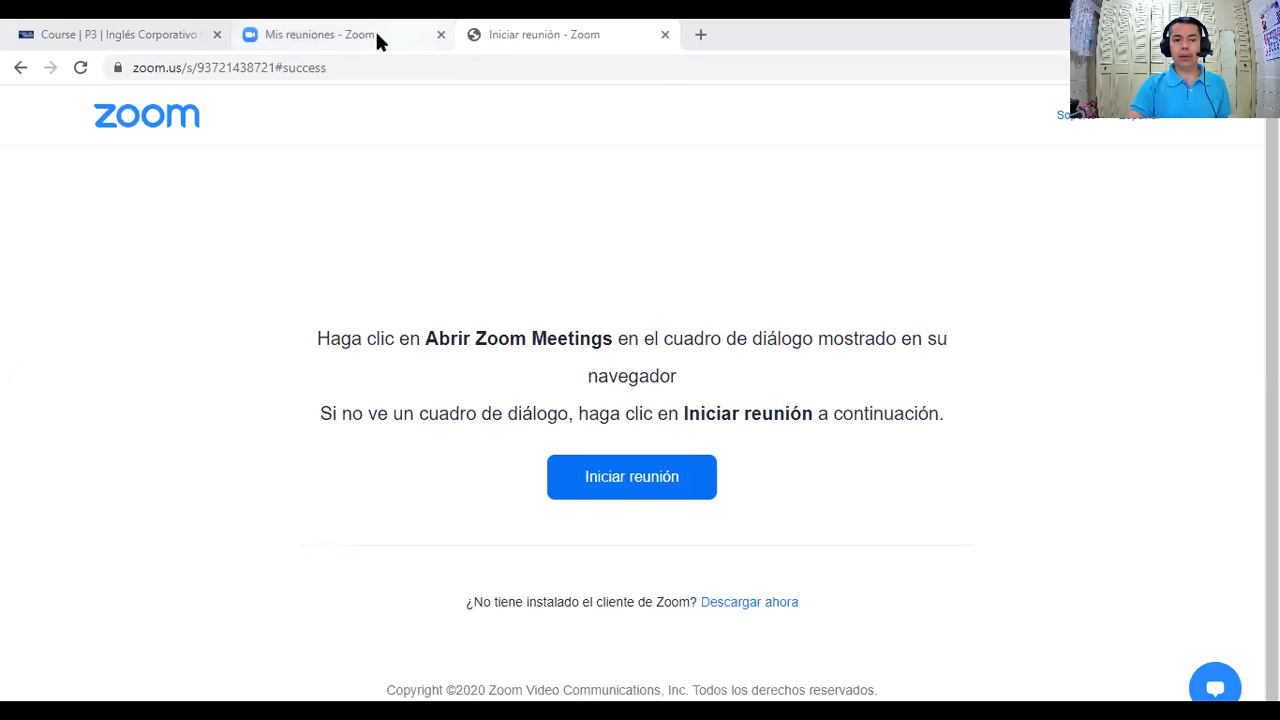 Course | P3 | Inglés Corporativo
Mis reuniones - Zoom
Iniciar reunión - Zoom
zoom.us/s/93721438721#success
zoom
Haga clic en Abrir Zoom Meetings en el cuadro de diálogo mostrado en su
navegador
Si no ve un cuadro de diálogo, haga clic en Iniciar reunión a continuación.
Iniciar reunión
¿No tiene instalado el cliente de Zoom? Descargar ahora
Copyright ©2020 Zoom Video Communications, Inc. Todos los derechos reservados.